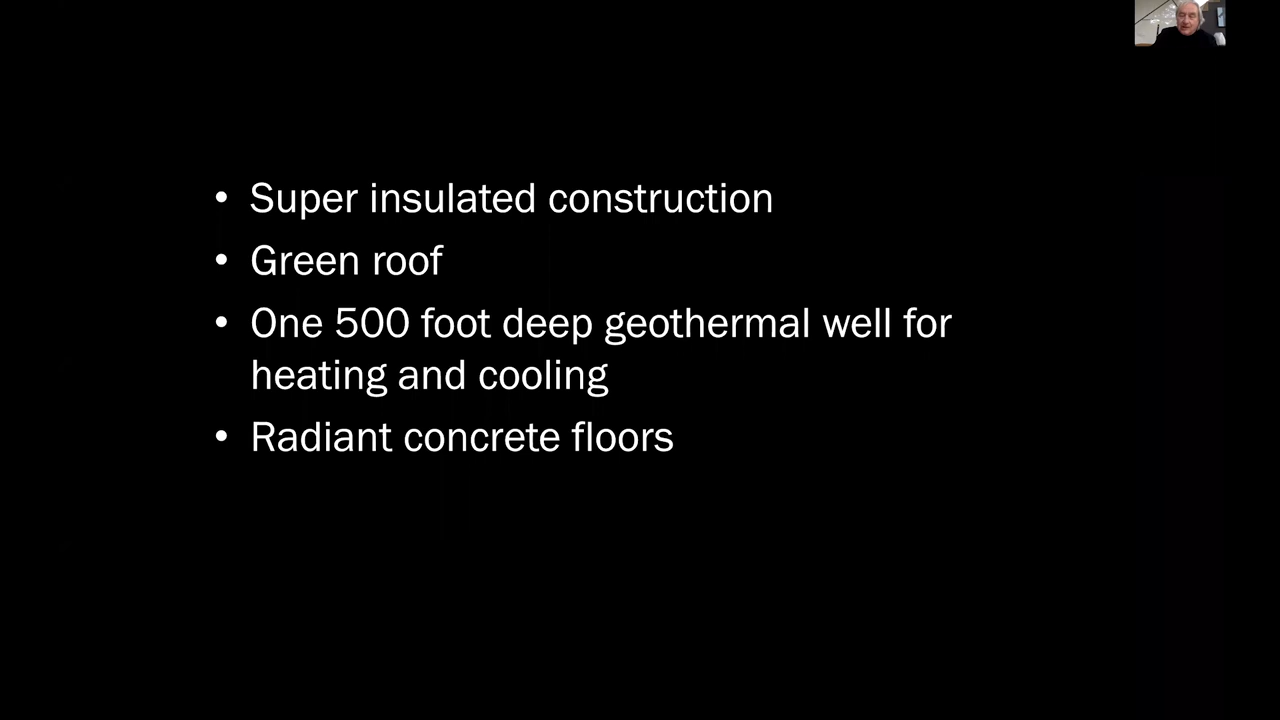 • Super insulated construction
• Green roof
• One 500 foot deep geothermal well for
heating and cooling
• Radiant concrete floors